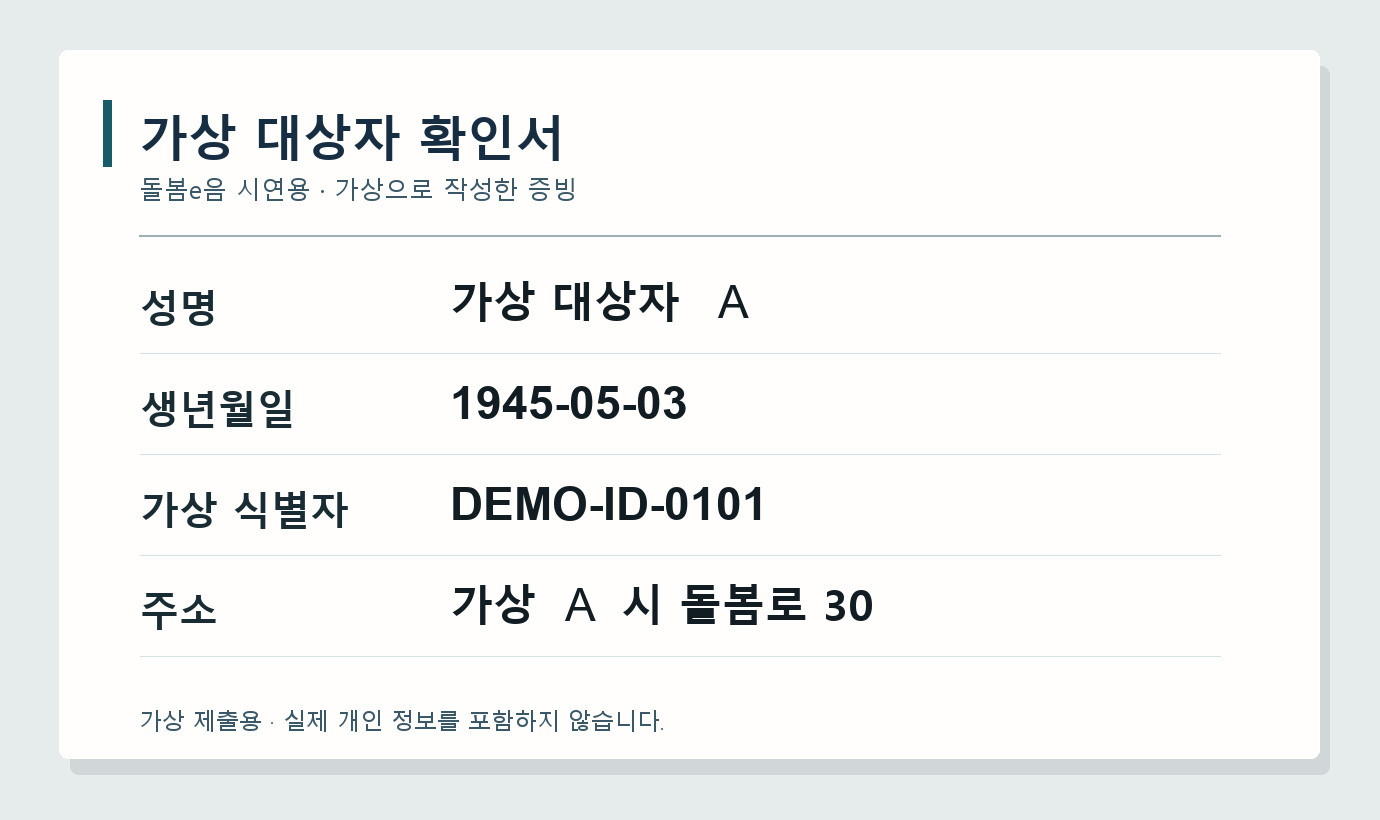 가상 대상자 확인서
돌봄e음 시연용 · 가상으로 작성한 증빙
성명 가상 대상자 A
생년월일 1945-05-03
가상 식별자 DEMO-ID-0101
주소 가상 A 시 돌봄로 30
가상 제출용 · 실제 개인 정보를 포함하지 않습니다.